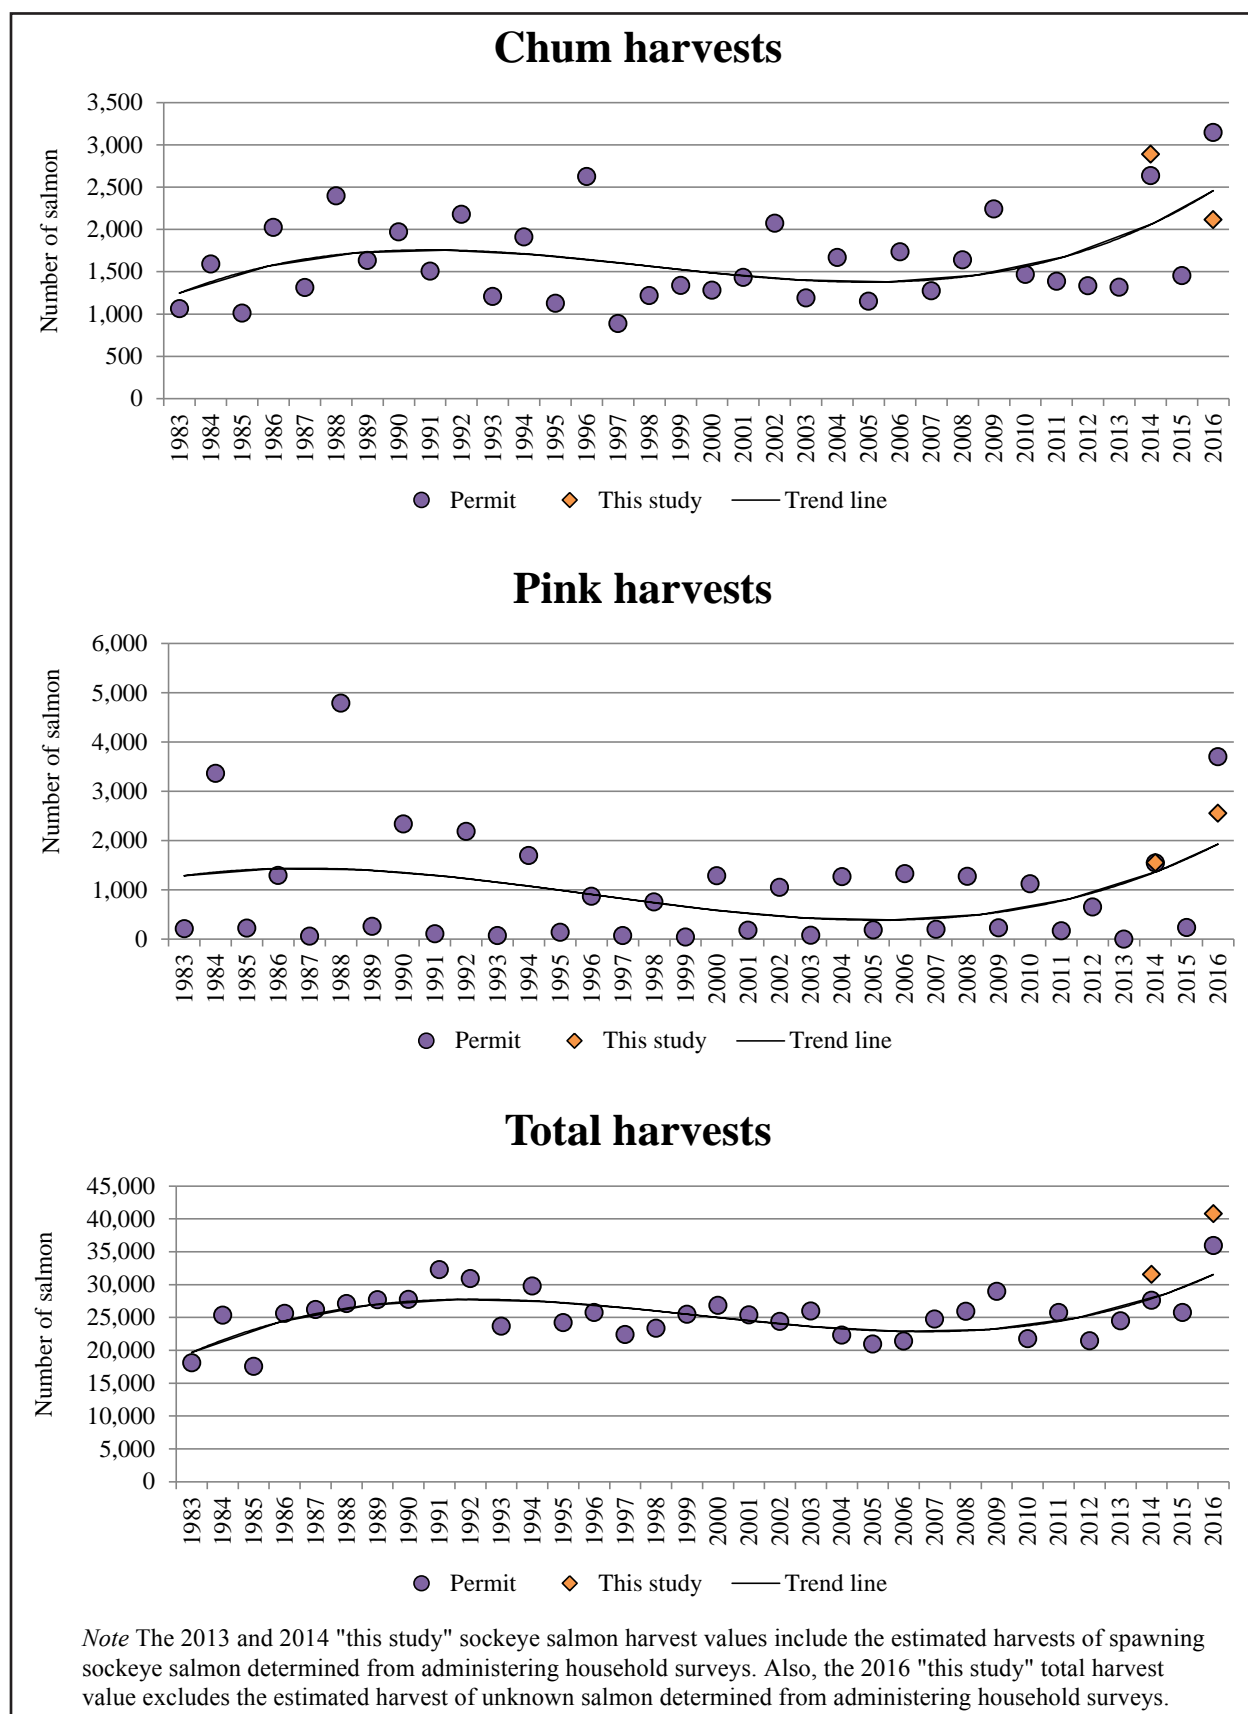 Chum harvests
3,500
3,000
2,500
2,000
1,500
1,000
500
0
Number of salmon
1983 1984 1985 1986 1987 1988 1989 1990 1991 1992 1993 1994 1995 1996 1997 1998 1999 2000 2001 2002 2003 2004 2005 2006 2007 2008 2009 2010 2011 2012 2013 2014 2015 2016
Permit This study Trend line
Pink harvests
6,000
5,000
4,000
3,000
2,000
1,000
0
Number of salmon
1983 1984 1985 1986 1987 1988 1989 1990 1991 1992 1993 1994 1995 1996 1997 1998 1999 2000 2001 2002 2003 2004 2005 2006 2007 2008 2009 2010 2011 2012 2013 2014 2015 2016
Permit This study Trend line
Total harvests
45,000
40,000
35,000
30,000
25,000
20,000
15,000
10,000
5,000
0
Number of salmon
1983 1984 1985 1986 1987 1988 1989 1990 1991 1992 1993 1994 1995 1996 1997 1998 1999 2000 2001 2002 2003 2004 2005 2006 2007 2008 2009 2010 2011 2012 2013 2014 2015 2016
Permit This study Trend line
Note The 2013 and 2014 "this study" sockeye salmon harvest values include the estimated harvests of spawning
sockeye salmon determined from administering household surveys. Also, the 2016 "this study" total harvest
value excludes the estimated harvest of unknown salmon determined from administering household surveys.